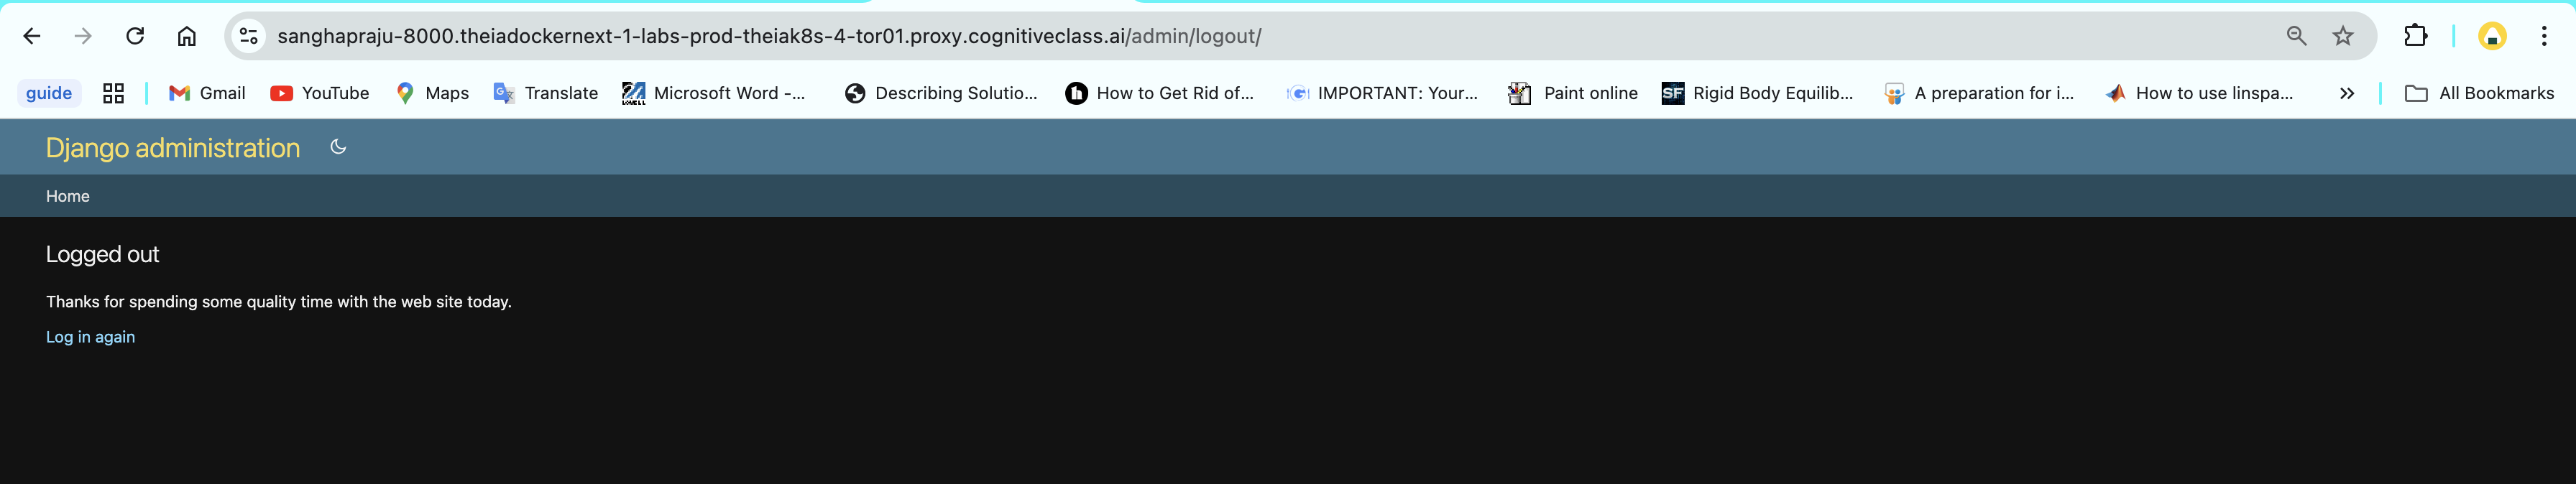 sanghapraju-8000.theiadockernext-1-labs-prod-theiak8s-4-tor01.proxy.cognitiveclass.ai/admin/logout/
guide Gmail YouTube Maps Translate Microsoft Word -... Describing Solutio... How to Get Rid of... IMPORTANT: Your... Paint online SF Rigid Body Equilib... A preparation for i... How to use linspa... » All Bookmarks
Django administration
Home
Logged out
Thanks for spending some quality time with the web site today.
Log in again